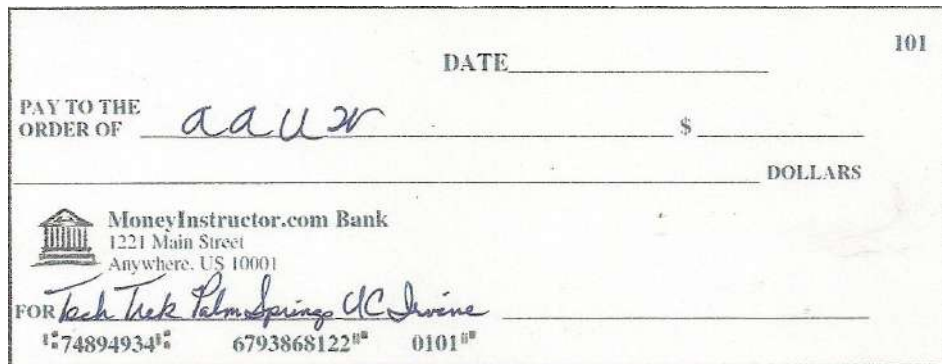 101
DATE
PAY TO THE
ORDER OF aauw $
DOLLARS
MoneyInstructor.com Bank
1221 Main Street
Anywhere, US 10001
FOR Tech Trek Palm Springs UC Irvine
⑆74894934⑆ 6793868122⑈ 0101⑈